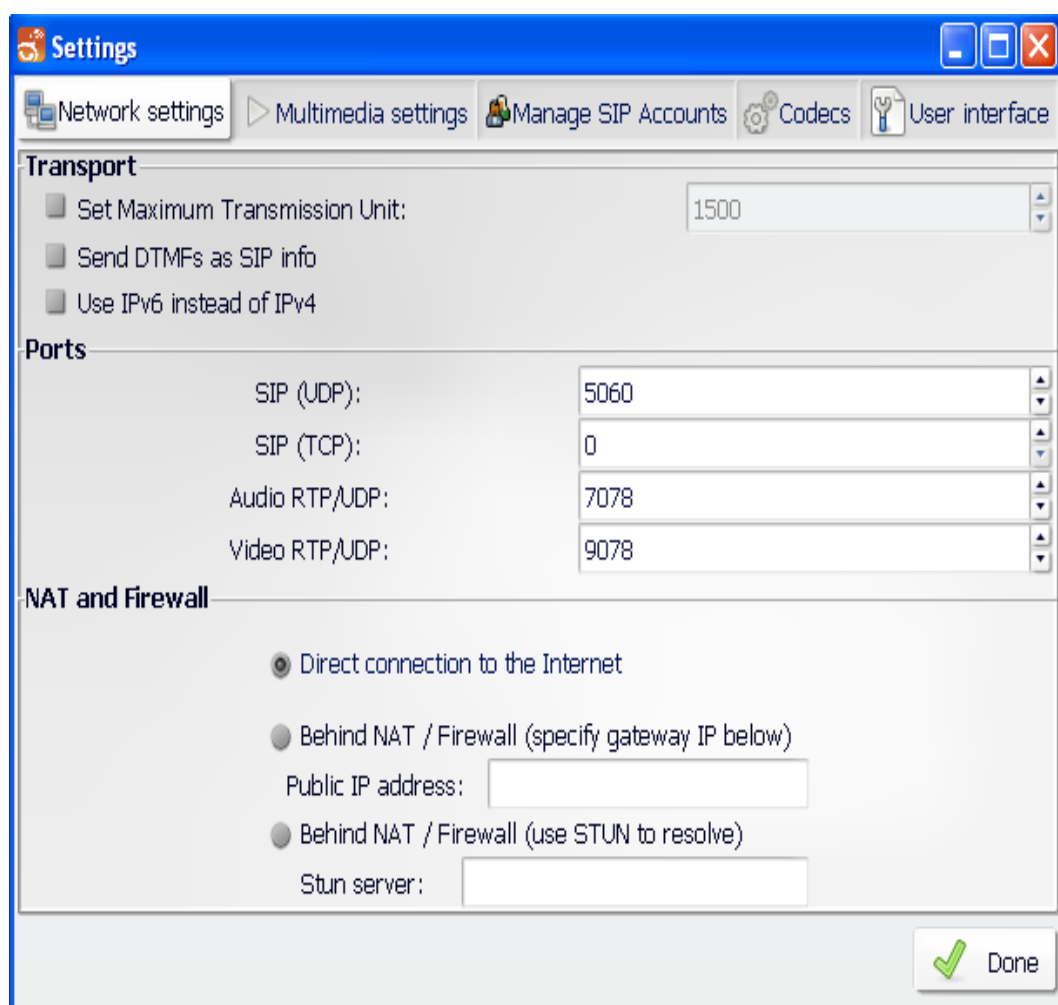 Settings
Network settings Multimedia settings Manage SIP Accounts Codecs User interface
Transport
Set Maximum Transmission Unit: 1500
Send DTMFs as SIP info
Use IPv6 instead of IPv4
Ports
SIP (UDP): 5060
SIP (TCP): 0
Audio RTP/UDP: 7078
Video RTP/UDP: 9078
NAT and Firewall
Direct connection to the Internet
Behind NAT / Firewall (specify gateway IP below)
Public IP address:
Behind NAT / Firewall (use STUN to resolve)
Stun server:
Done